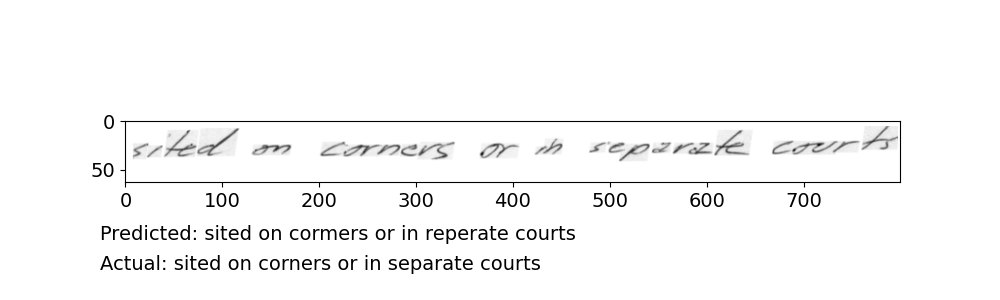 0
sited on corners or in separate courts
50
0 100 200 300 400 500 600 700
Predicted: sited on cormers or in reperate courts
Actual: sited on corners or in separate courts